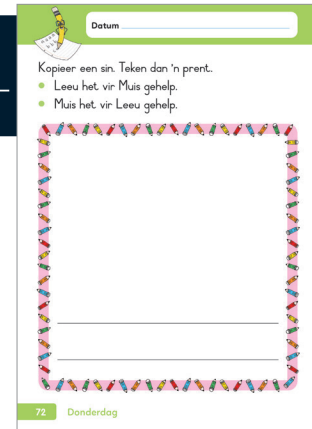 Datum
Kopieer een sin. Teken dan 'n prent.
Leeu het vir Muis gehelp.
Muis het vir Leeu gehelp.
72 Donderdag